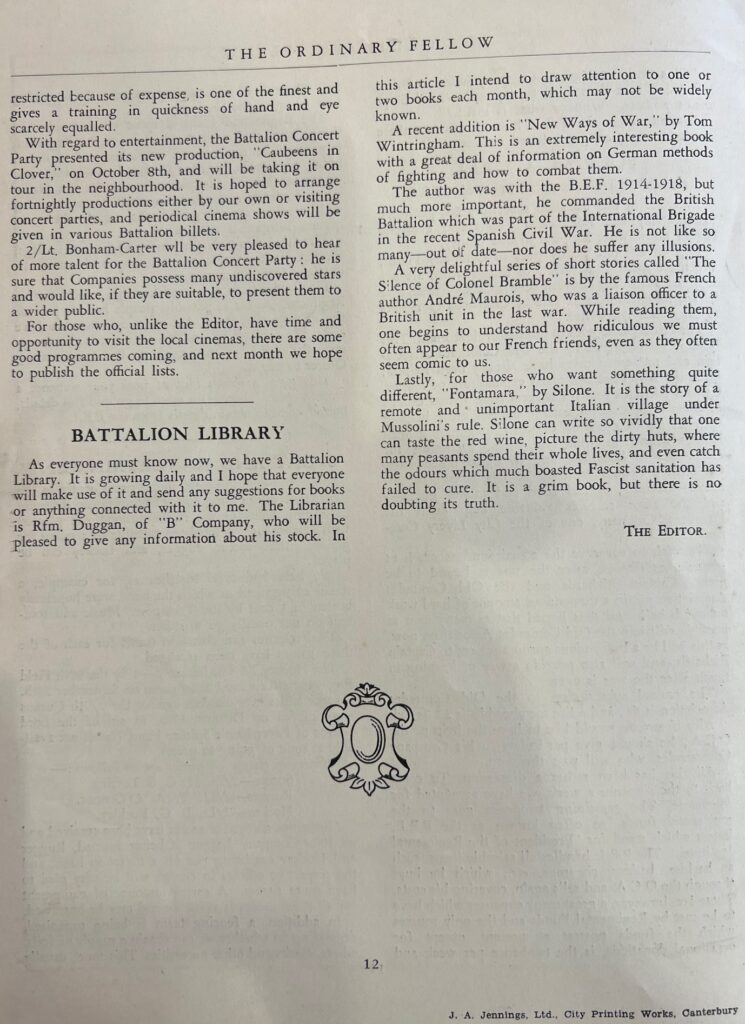 THE ORDINARY FELLOW
restricted because of expense, is one of the finest and
gives a training in quickness of hand and eye
scarcely equalled.
With regard to entertainment, the Battalion Concert
Party presented its new production, "Caubeens in
Clover," on October 8th, and will be taking it on
tour in the neighbourhood. It is hoped to arrange
fortnightly productions either by our own or visiting
concert parties, and periodical cinema shows will be
given in various Battalion billets.
2/Lt. Bonham-Carter wll be very pleased to hear
of more talent for the Battalion Concert Party : he is
sure that Companies possess many undiscovered stars
and would like, if they are suitable, to present them to
a wider public.
For those who, unlike the Editor, have time and
opportunity to visit the local cinemas, there are some
good programmes coming, and next month we hope
to publish the official lists.
BATTALION LIBRARY
As everyone must know now, we have a Battalion
Library. It is growing daily and I hope that everyone
will make use of it and send any suggestions for books
or anything connected with it to me. The Librarian
is Rfm. Duggan, of "B" Company, who will be
pleased to give any information about his stock. In
this article I intend to draw attention to one or
two books each month, which may not be widely
known.
A recent addition is "New Ways of War," by Tom
Wintringham. This is an extremely interesting book
with a great deal of information on German methods
of fighting and how to combat them.
The author was with the B.E.F. 1914-1918, but
much more important, he commanded the British
Battalion which was part of the International Brigade
in the recent Spanish Civil War. He is not like so
many—out of date—nor does he suffer any illusions.
A very delightful series of short stories called "The
Silence of Colonel Bramble" is by the famous French
author André Maurois, who was a liaison officer to a
British unit in the last war. While reading them,
one begins to understand how ridiculous we must
often appear to our French friends, even as they often
seem comic to us.
Lastly, for those who want something quite
different, "Fontamara," by Silone. It is the story of a
remote and unimportant Italian village under
Mussolini's rule. Silone can write so vividly that one
can taste the red wine, picture the dirty huts, where
many peasants spend their whole lives, and even catch
the odours which much boasted Fascist sanitation has
failed to cure. It is a grim book, but there is no
doubting its truth.
THE EDITOR.
12
J. A. Jennings, Ltd., City Printing Works, Canterbury